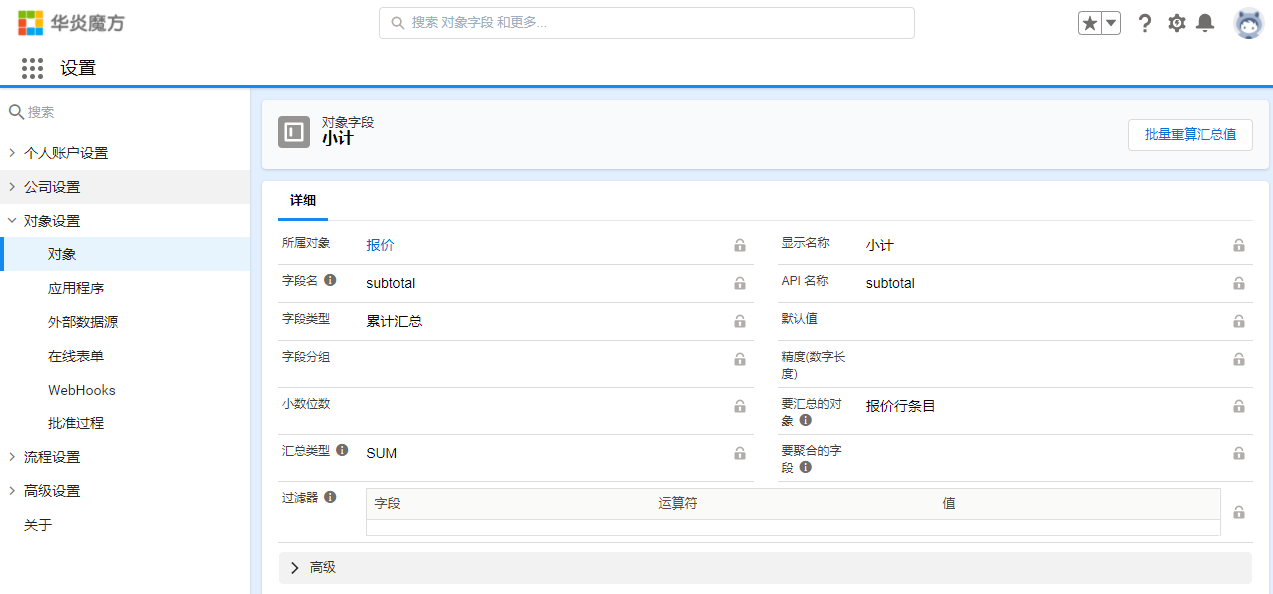 华炎魔方
搜索 对象字段 和更多...
设置
搜索
个人账户设置
公司设置
对象设置
对象
应用程序
外部数据源
在线表单
WebHooks
批准过程
流程设置
高级设置
关于
对象字段
小计
批量重算汇总值
详细
所属对象 报价
显示名称 小计
字段名 subtotal
API 名称 subtotal
字段类型 累计汇总
默认值
字段分组
精度(数字长
度)
小数位数
要汇总的对
象
报价行条目
汇总类型 SUM
要聚合的字
段
过滤器
字段 运算符 值
高级